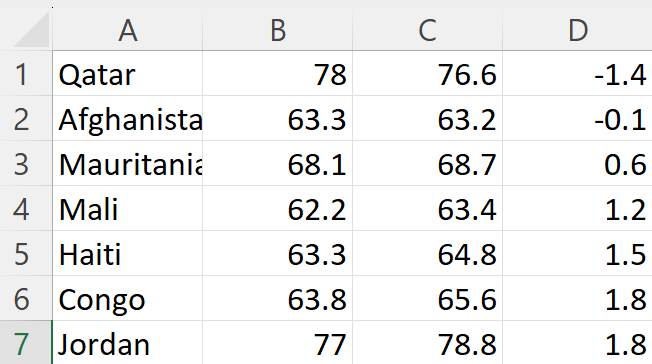 A B C D
1 Qatar 78 76.6 -1.4
2 Afghanista 63.3 63.2 -0.1
3 Mauritania 68.1 68.7 0.6
4 Mali 62.2 63.4 1.2
5 Haiti 63.3 64.8 1.5
6 Congo 63.8 65.6 1.8
7 Jordan 77 78.8 1.8